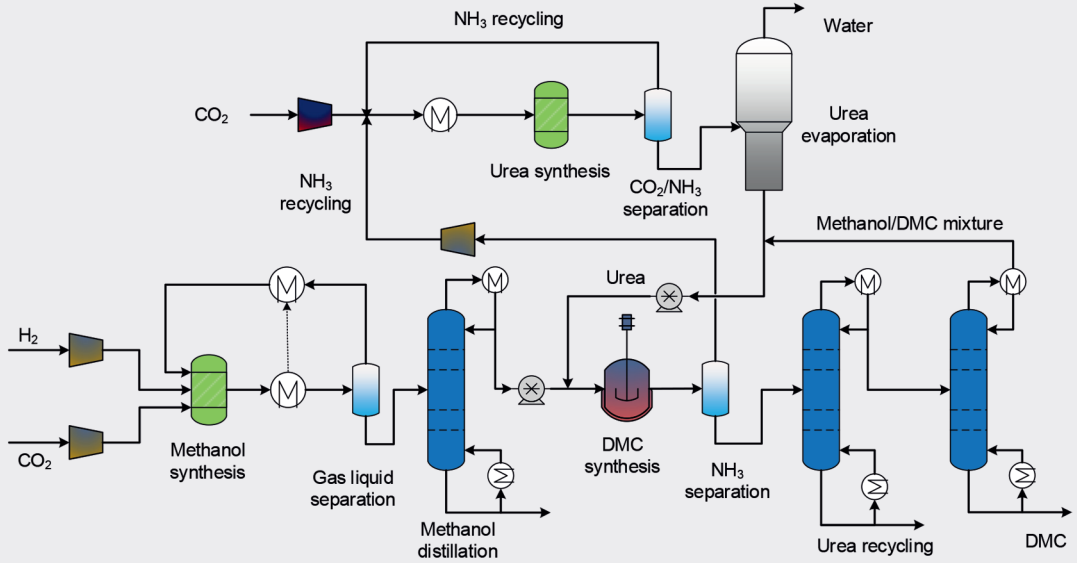 NH₃ recycling
Water
CO₂
Urea
evaporation
Urea synthesis
CO₂/NH₃
separation
NH₃
recycling
Methanol/DMC mixture
Urea
H₂
CO₂
Methanol
synthesis
Gas liquid
separation
Methanol
distillation
DMC
synthesis
NH₃
separation
Urea recycling
DMC
M
M
M
M
M
M
M
M
M